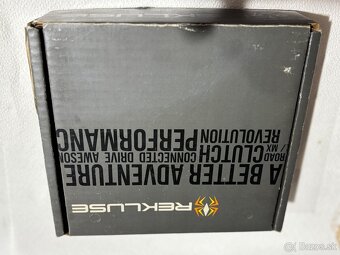 REKLUSE
A BETTER ADVENTURE
ROAD CLUTCH CONNECTED DRIVE AWESOM
/ MX
REVOLUTION PERFORMANC
Bazos.sk